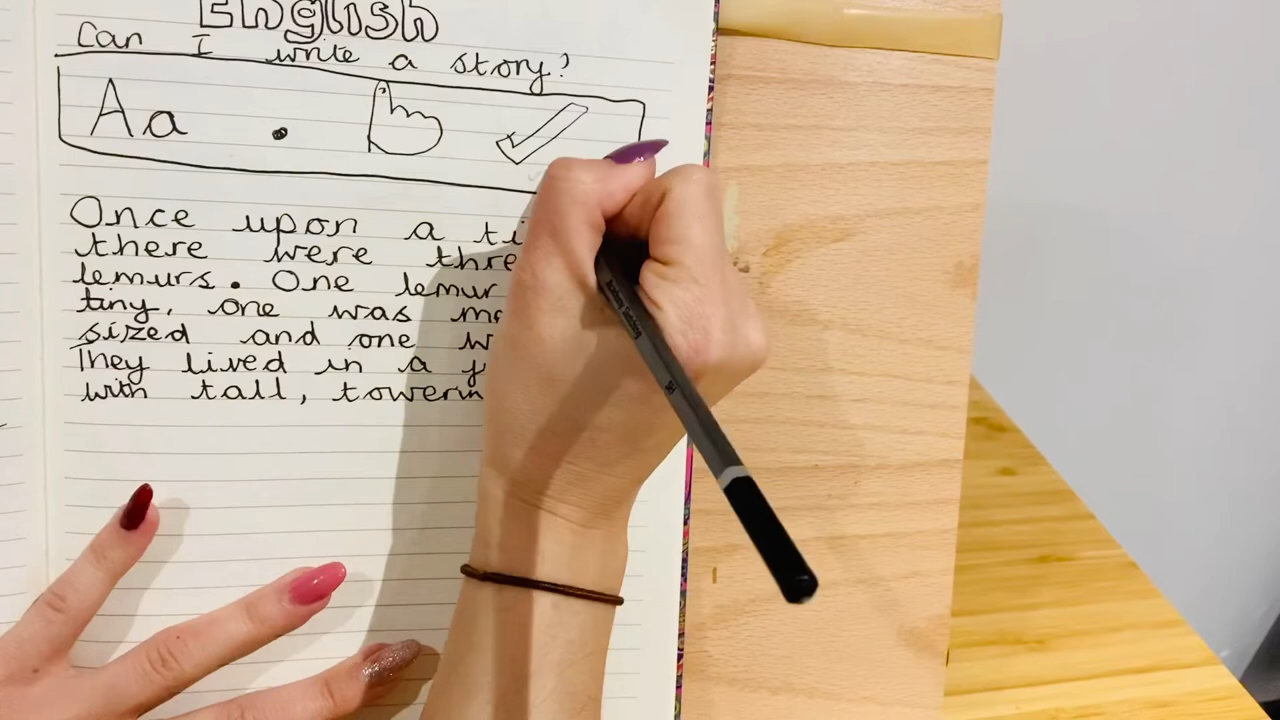 English
Can I write a story?
Aa .
Once upon a
there were
lemurs. One lemur
tiny, one was
sized and one
They lived in a
with tall,